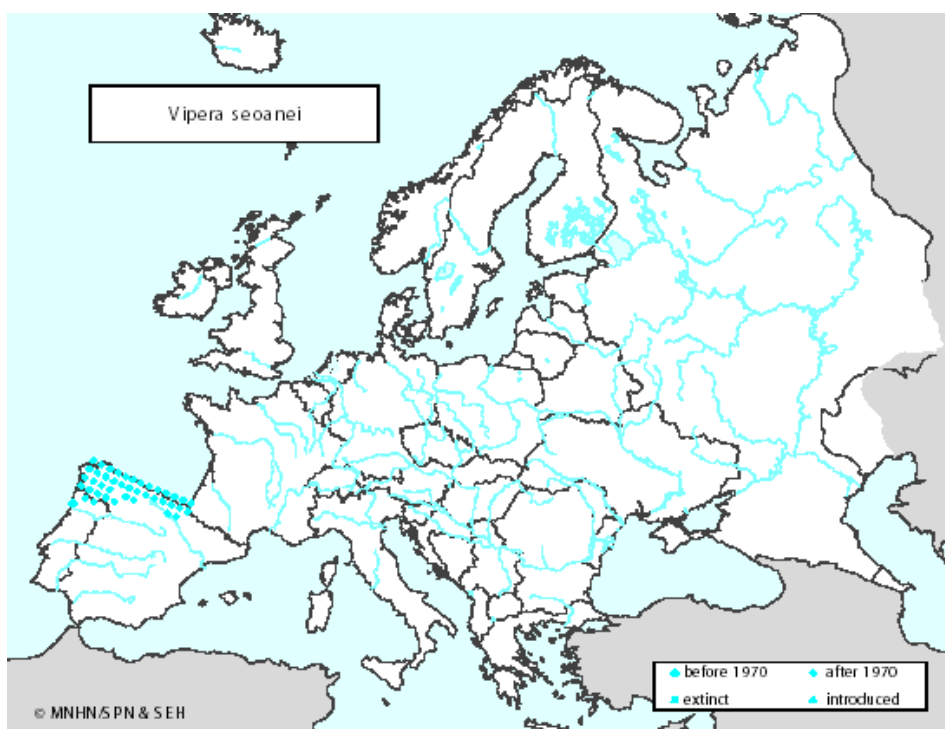 Vipera seoanei
before 1970
after 1970
extinct
introduced
© MNHN/SPN & SEH